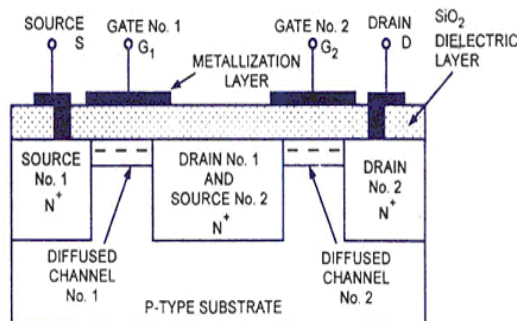 SOURCE
S
GATE No. 1
G1
GATE No. 2
G2
DRAIN
D
SiO2
DIELECTRIC
LAYER
METALLIZATION
LAYER
SOURCE
No. 1
N+
DRAIN No. 1
AND
SOURCE No. 2
N+
DRAIN
No. 2
N+
DIFFUSED
CHANNEL
No. 1
DIFFUSED
CHANNEL
No. 2
P-TYPE SUBSTRATE